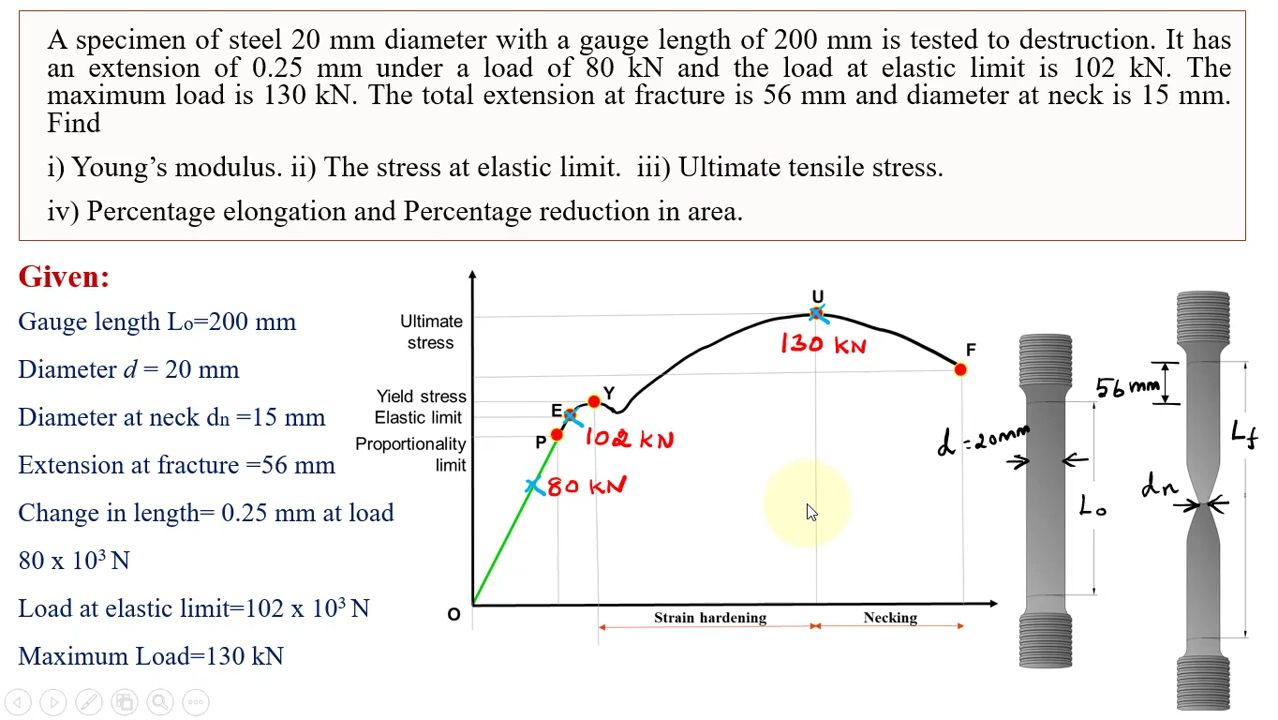 A specimen of steel 20 mm diameter with a gauge length of 200 mm is tested to destruction. It has
an extension of 0.25 mm under a load of 80 kN and the load at elastic limit is 102 kN. The
maximum load is 130 kN. The total extension at fracture is 56 mm and diameter at neck is 15 mm.
Find
i) Young’s modulus. ii) The stress at elastic limit. iii) Ultimate tensile stress.
iv) Percentage elongation and Percentage reduction in area.
Given:
Gauge length Lo=200 mm
Diameter d = 20 mm
Diameter at neck dn =15 mm
Extension at fracture =56 mm
Change in length= 0.25 mm at load
80 x 10³ N
Load at elastic limit=102 x 10³ N
Maximum Load=130 kN
Ultimate
stress
Yield stress
Elastic limit
Proportionality
limit
U
130 KN
F
Y
E
102 KN
P
80 KN
O
Strain hardening
Necking
d = 20mm
Lo
56 mm
Lf
dn